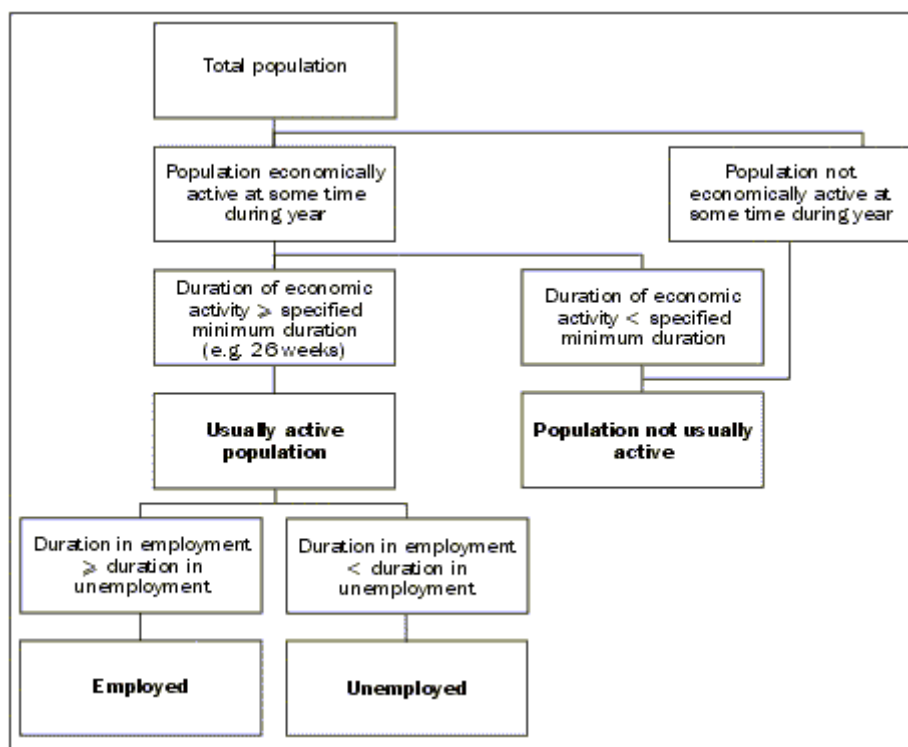 Total population
Population economically
active at some time
during year
Population not
economically active at
some time during year
Duration of economic
activity ⩾ specified
minimum duration
(e.g. 26 weeks)
Duration of economic
activity < specified
minimum duration
Usually active
population
Population not usually
active
Duration in employment
⩾ duration in
unemployment
Duration in employment
< duration in
unemployment
Employed
Unemployed